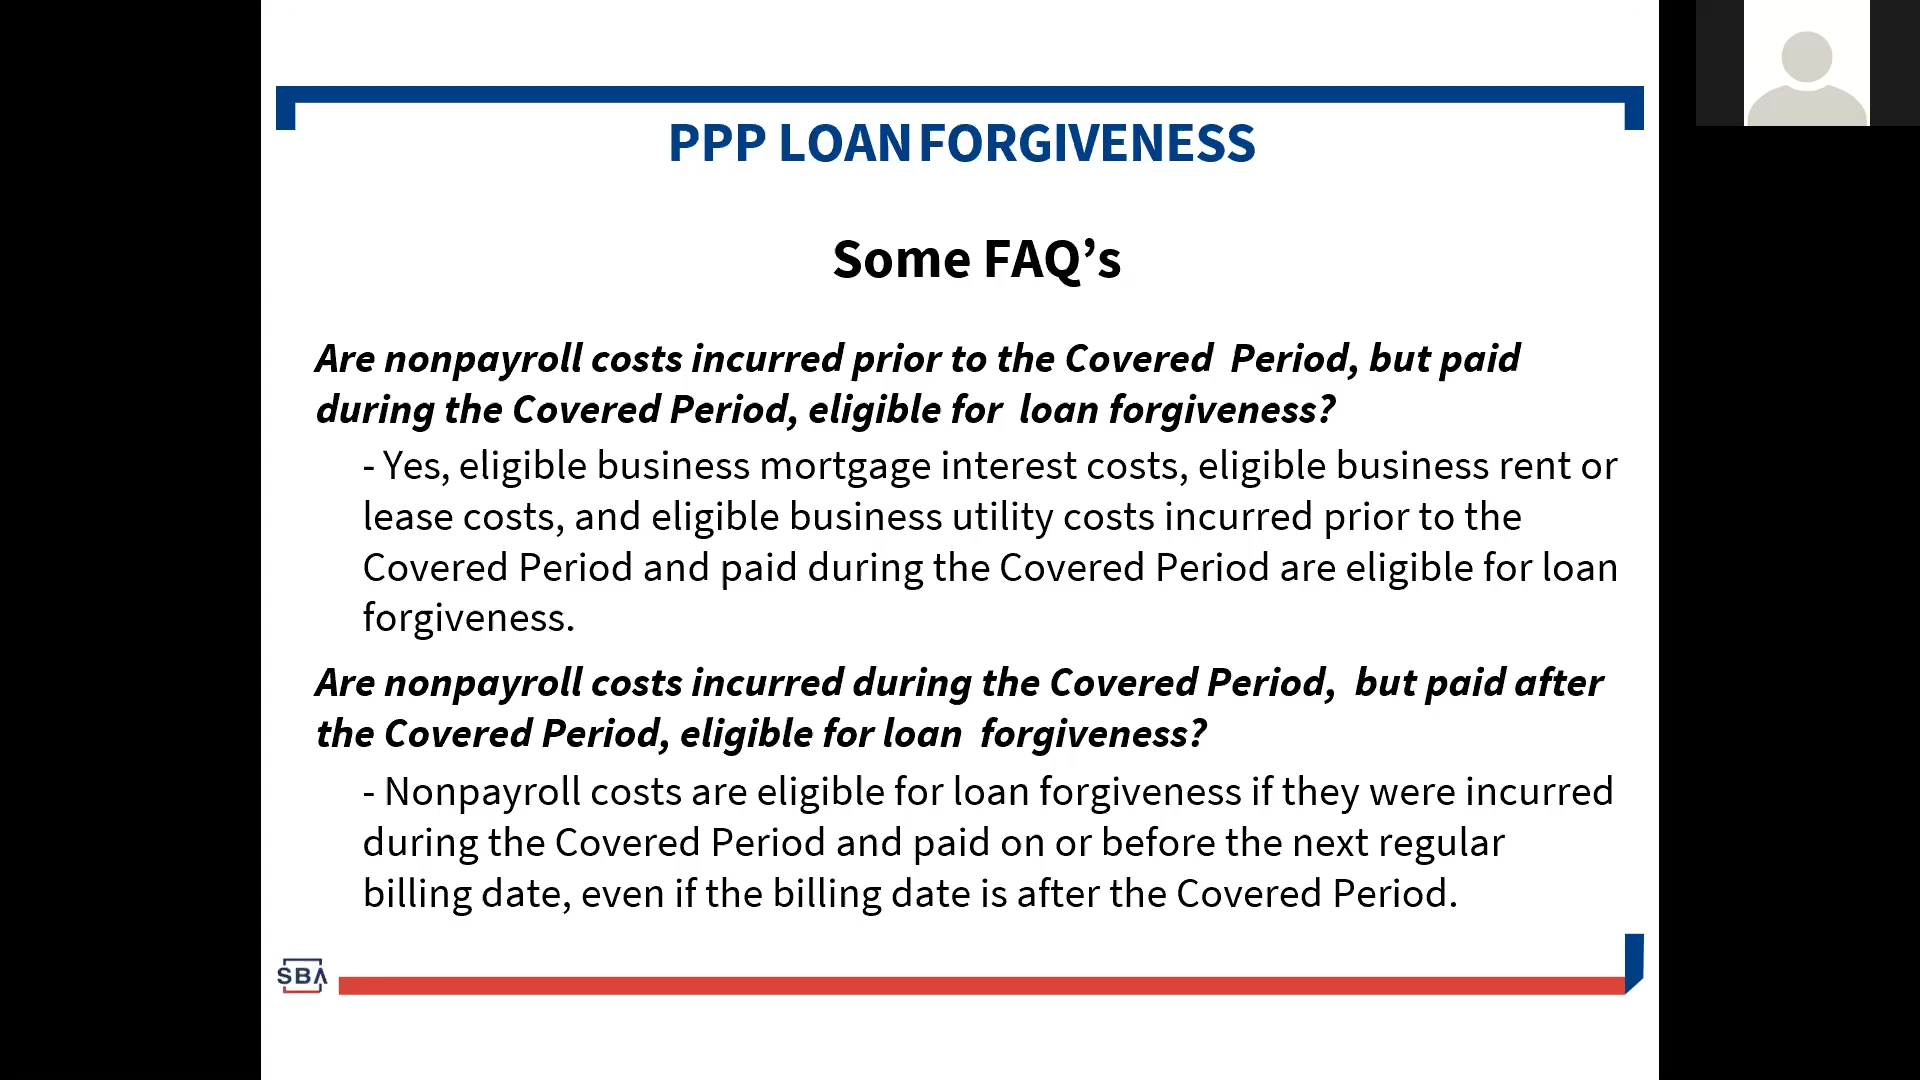 PPP LOAN FORGIVENESS
Some FAQ’s
Are nonpayroll costs incurred prior to the Covered Period, but paid
during the Covered Period, eligible for loan forgiveness?
- Yes, eligible business mortgage interest costs, eligible business rent or
lease costs, and eligible business utility costs incurred prior to the
Covered Period and paid during the Covered Period are eligible for loan
forgiveness.
Are nonpayroll costs incurred during the Covered Period, but paid after
the Covered Period, eligible for loan forgiveness?
- Nonpayroll costs are eligible for loan forgiveness if they were incurred
during the Covered Period and paid on or before the next regular
billing date, even if the billing date is after the Covered Period.
SBA